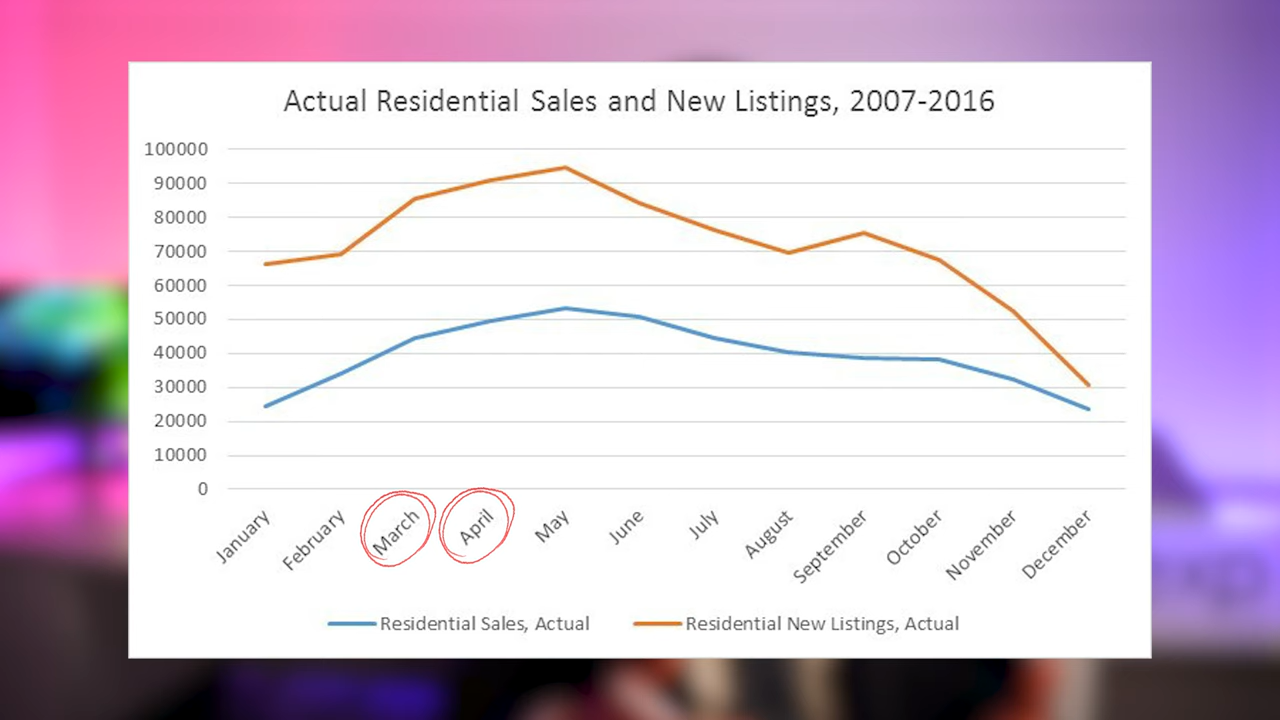 Actual Residential Sales and New Listings, 2007-2016
100000
90000
80000
70000
60000
50000
40000
30000
20000
10000
0
January
February
March
April
May
June
July
August
September
October
November
December
Residential Sales, Actual
Residential New Listings, Actual